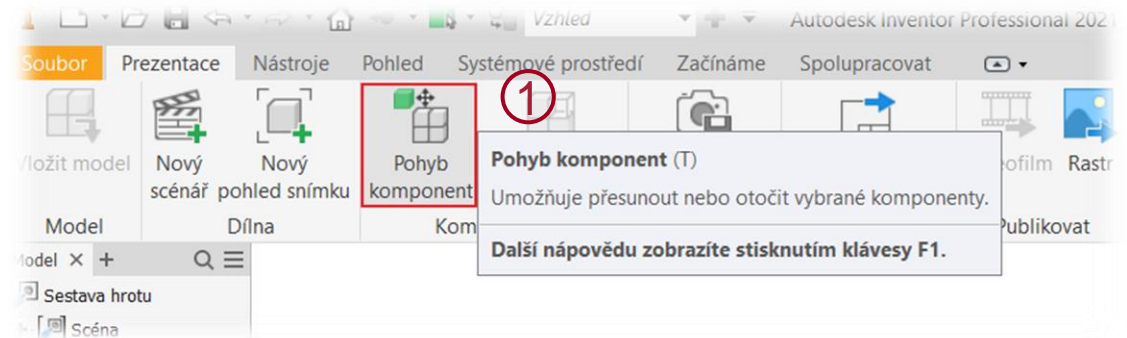 Vzhled Autodesk Inventor Professional 2021
Soubor Prezentace Nástroje Pohled Systémové prostředí Začínáme Spolupracovat
1
Vložit model
Nový
scénář
Nový
pohled snímku
Pohyb
komponent
Rastr
Model Dílna Publikovat
Pohyb komponent (T)
Umožňuje přesunout nebo otočit vybrané komponenty.
Další nápovědu zobrazíte stisknutím klávesy F1.
Model × +
Sestava hrotu
Scéna